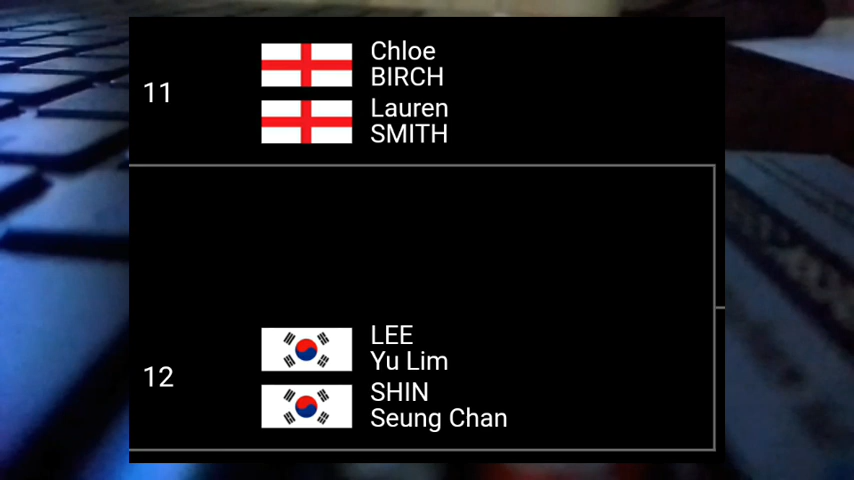 11
Chloe
BIRCH
Lauren
SMITH
12
LEE
Yu Lim
SHIN
Seung Chan